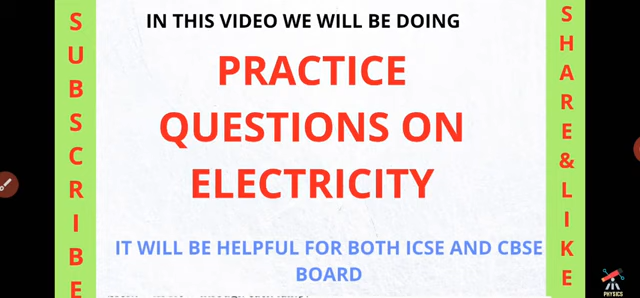 IN THIS VIDEO WE WILL BE DOING
PRACTICE
QUESTIONS ON
ELECTRICITY
IT WILL BE HELPFUL FOR BOTH ICSE AND CBSE
BOARD
SUBSCRIBE
SHARE&LIKE
PHYSICS